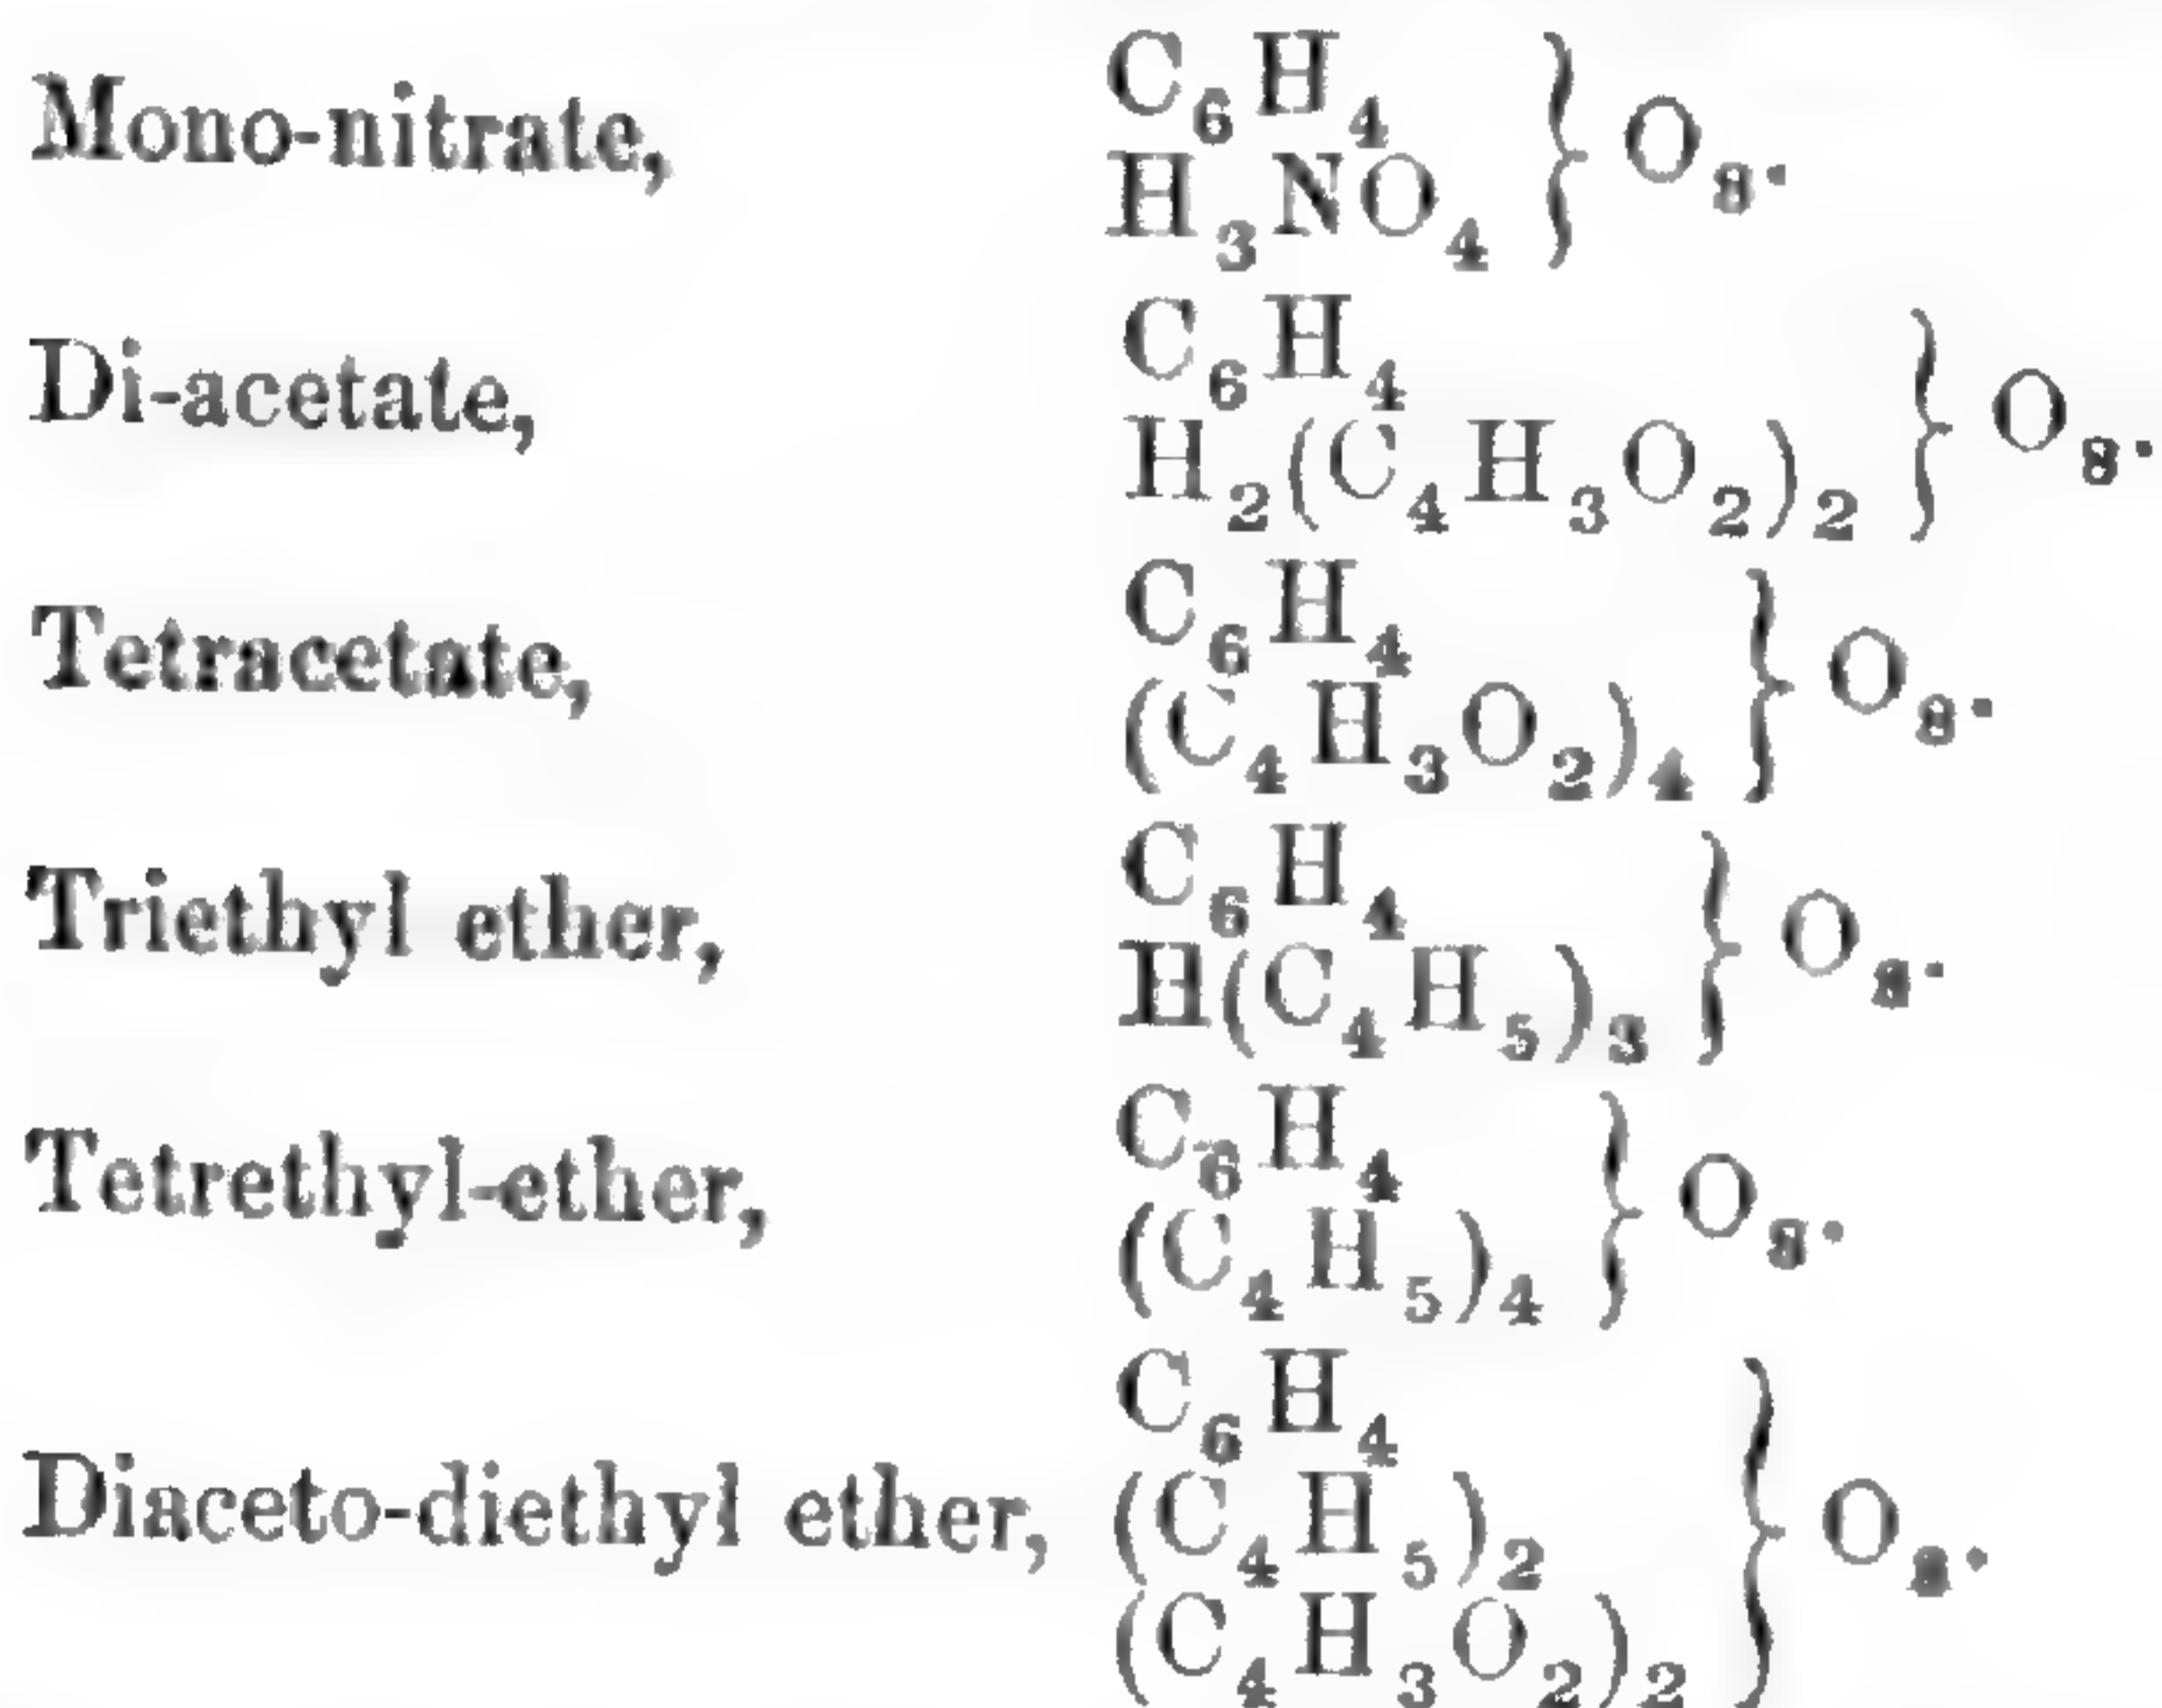 Mono-nitrate, C₆H₄ H₃NO₄ } O₈.
Di-acetate, C₆H₄ H₂(C₄H₃O₂)₂ } O₈.
Tetracetate, C₆H₄ (C₄H₃O₂)₄ } O₈.
Triethyl ether, C₆H₄ H(C₄H₅)₃ } O₈.
Tetrethyl-ether, C₆H₄ (C₄H₅)₄ } O₈.
Diaceto-diethyl ether, C₆H₄ (C₄H₅)₂ (C₄H₃O₂)₂ } O₈.